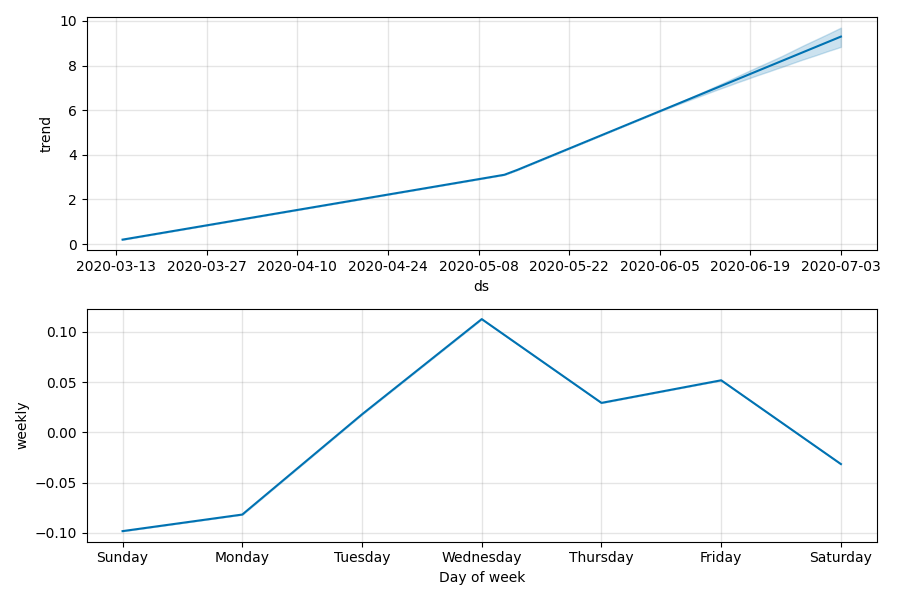 10
8
6
4
2
0
trend
2020-03-13 2020-03-27 2020-04-10 2020-04-24 2020-05-08 2020-05-22 2020-06-05 2020-06-19 2020-07-03
ds
0.10
0.05
0.00
−0.05
−0.10
weekly
Sunday Monday Tuesday Wednesday Thursday Friday Saturday
Day of week